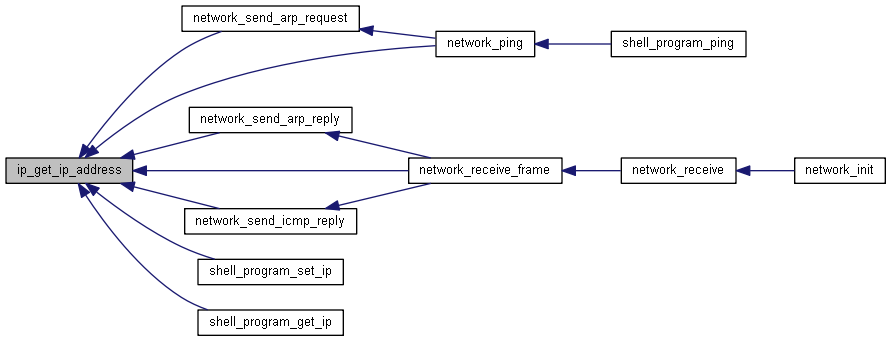 network_send_arp_request
network_ping
shell_program_ping
network_send_arp_reply
ip_get_ip_address
network_receive_frame
network_receive
network_init
network_send_icmp_reply
shell_program_set_ip
shell_program_get_ip